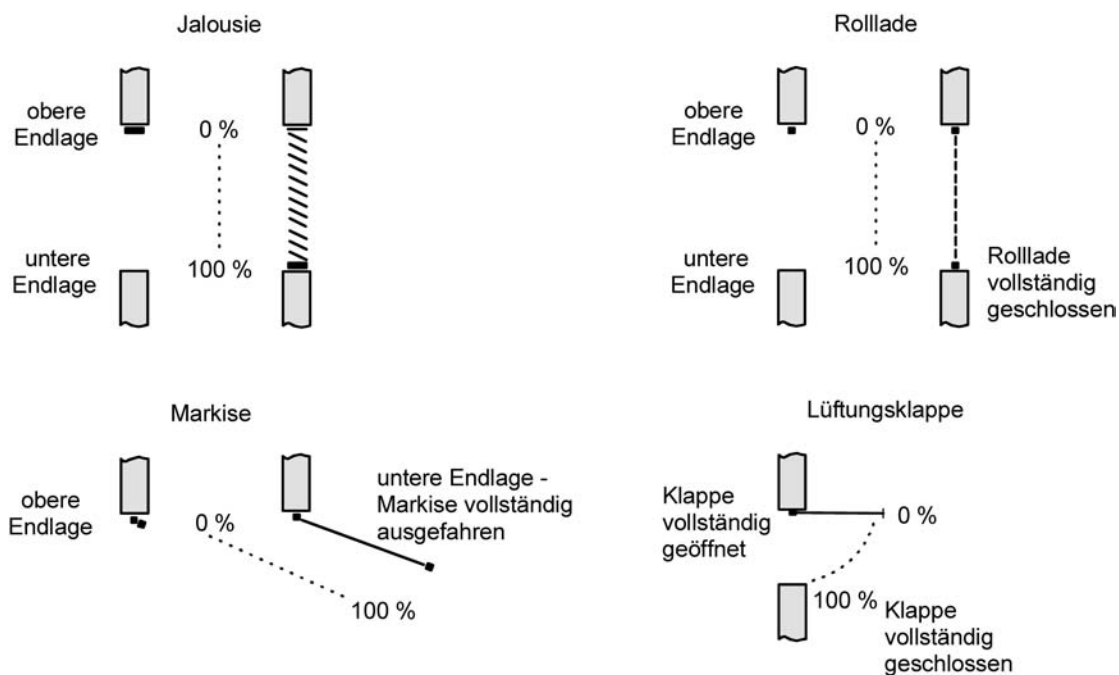 Jalousie
obere
Endlage
0 %
untere
Endlage
100 %
Rolllade
obere
Endlage
0 %
untere
Endlage
100 %
Rolllade
vollständig
geschlossen
Markise
obere
Endlage
0 %
100 %
untere Endlage -
Markise vollständig
ausgefahren
Lüftungsklappe
Klappe
vollständig
geöffnet
0 %
100 %
Klappe
vollständig
geschlossen